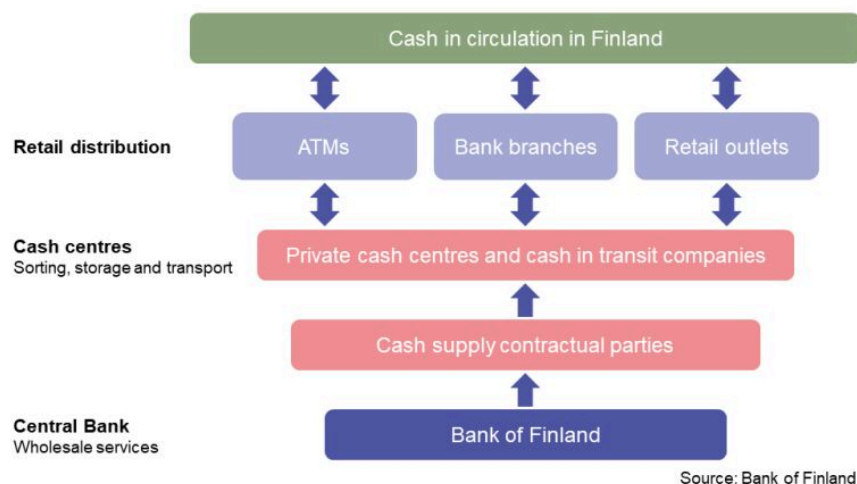 Cash in circulation in Finland
Retail distribution
ATMs
Bank branches
Retail outlets
Cash centres
Sorting, storage and transport
Private cash centres and cash in transit companies
Cash supply contractual parties
Central Bank
Wholesale services
Bank of Finland
Source: Bank of Finland